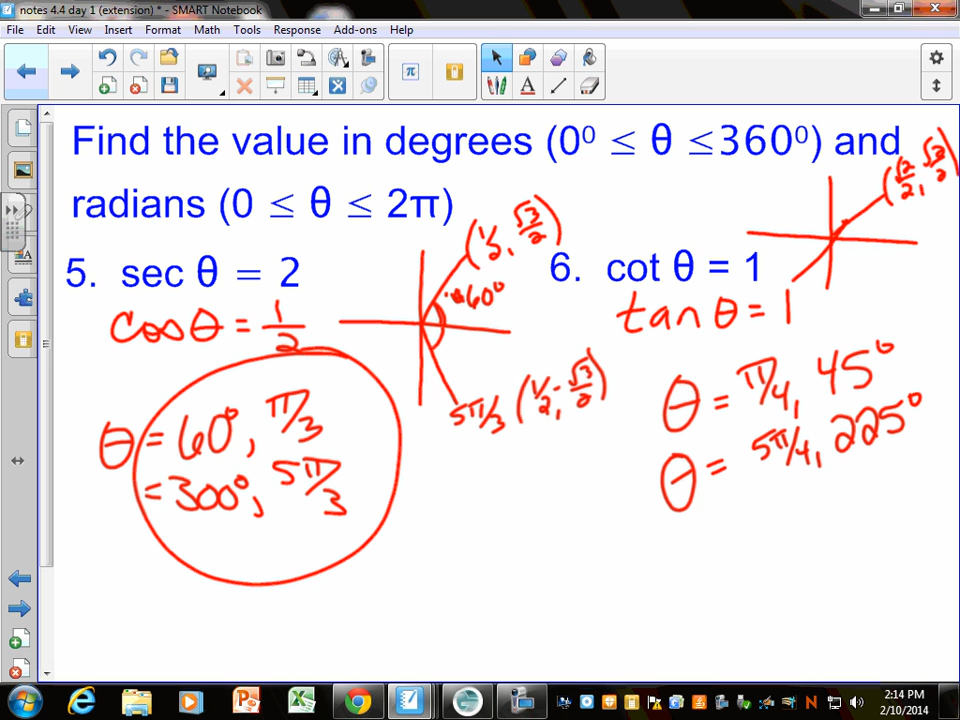 notes 4.4 day 1 (extension) * - SMART Notebook
File Edit View Insert Format Math Tools Response Add-ons Help
Find the value in degrees (0⁰ ≤ θ ≤360⁰) and
radians (0 ≤ θ ≤ 2π)
(√2/2, √2/2)
(1/2, √3/2)
5. sec θ = 2
60°
cosθ = 1/2
5π/3 (1/2, -√3/2)
θ = 60°, π/3
= 300°, 5π/3
6. cot θ = 1
tan θ = 1
θ = π/4, 45°
θ = 5π/4, 225°
2:14 PM
2/10/2014